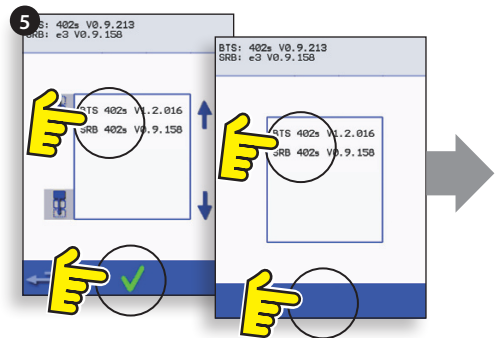 5
BTS: 402s V0.9.213
SRB: e3 V0.9.158
BTS 402s V1.2.016
SRB 402s V0.9.158
BTS: 402s V0.9.213
SRB: e3 V0.9.158
BTS 402s V1.2.016
SRB 402s V0.9.158